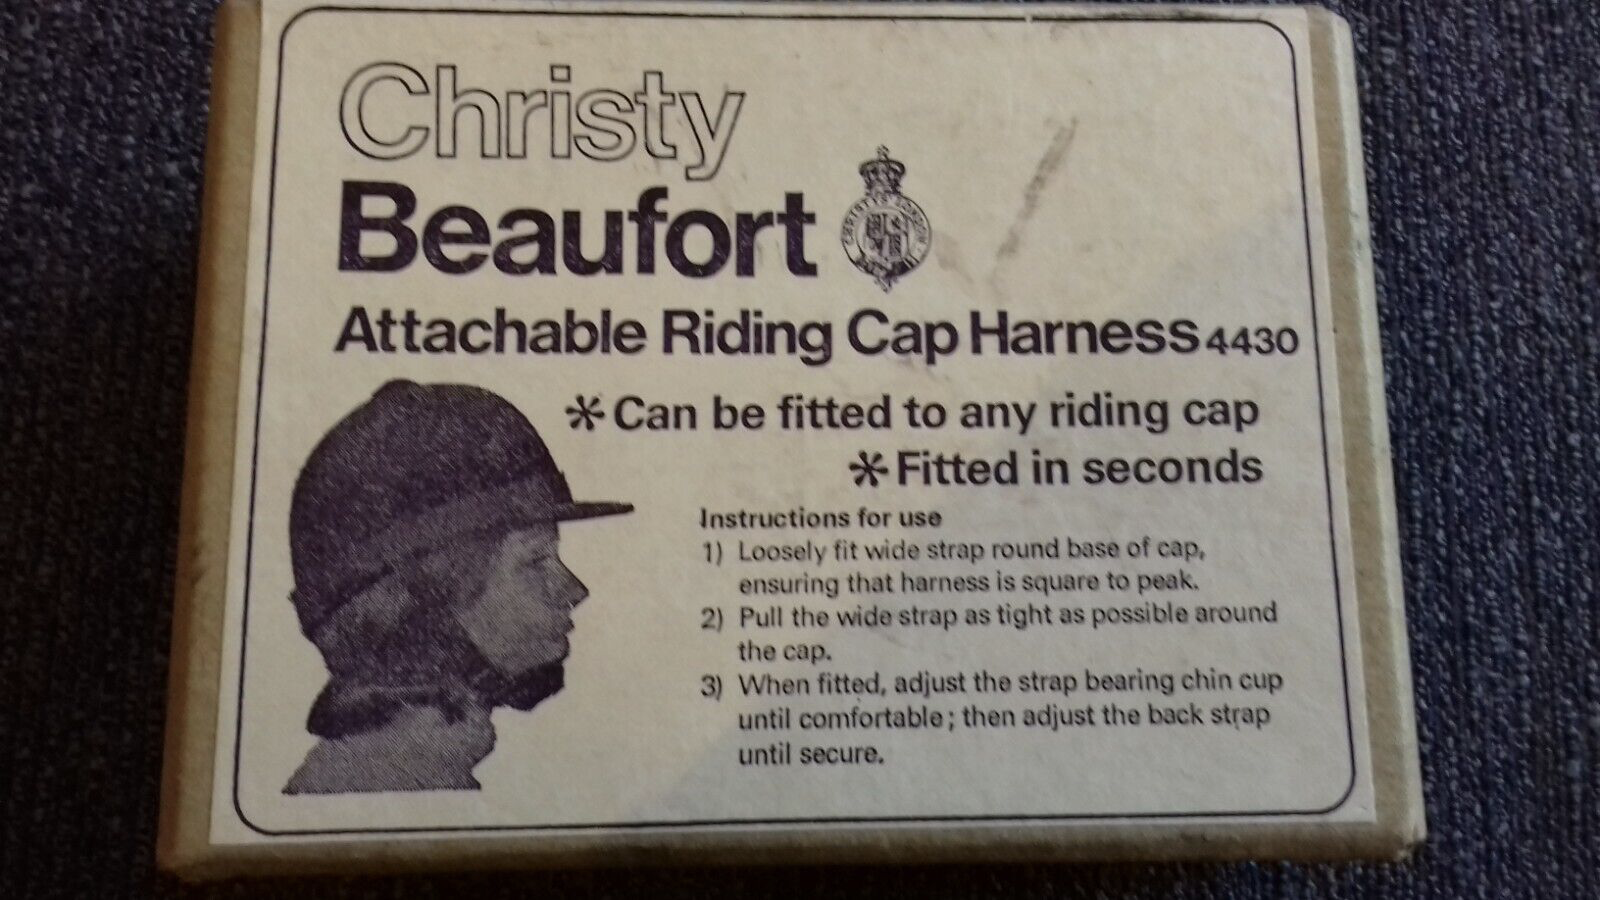 Christy
Beaufort
CHRISTYS' LONDON
Attachable Riding Cap Harness 4430
* Can be fitted to any riding cap
* Fitted in seconds
Instructions for use
1) Loosely fit wide strap round base of cap,
ensuring that harness is square to peak.
2) Pull the wide strap as tight as possible around
the cap.
3) When fitted, adjust the strap bearing chin cup
until comfortable; then adjust the back strap
until secure.